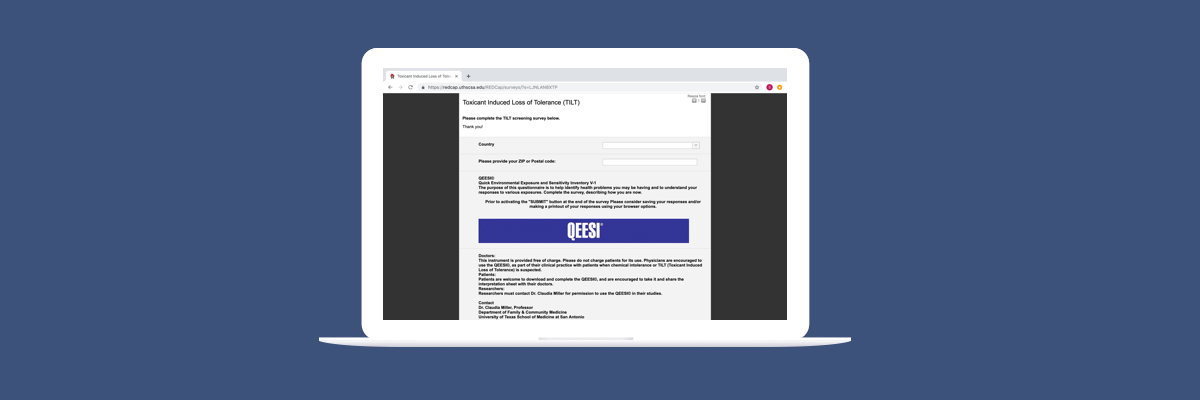 Toxicant Induced Loss of Tole
https://redcap.uthscsa.edu/REDCap/surveys/?s=LJNLAH8XTF
Resize font:
Toxicant Induced Loss of Tolerance (TILT)
Please complete the TILT screening survey below.
Thank you!
Country
Please provide your ZIP or Postal code:
QEESI©
Quick Environmental Exposure and Sensitivity Inventory V-1
The purpose of this questionnaire is to help identify health problems you may be having and to understand your
responses to various exposures. Complete the survey, describing how you are now.
Prior to activating the "SUBMIT" button at the end of the survey Please consider saving your responses and/or
making a printout of your responses using your browser options.
QEESI®
Doctors:
This instrument is provided free of charge. Please do not charge patients for its use. Physicians are encouraged to
use the QEESI©, as part of their clinical practice with patients when chemical intolerance or TILT (Toxicant Induced
Loss of Tolerance) is suspected.
Patients:
Patients are welcome to download and complete the QEESI©, and are encouraged to take it and share the
interpretation sheet with their doctors.
Researchers:
Researchers must contact Dr. Claudia Miller for permission to use the QEESI© in their studies.
Contact
Dr. Claudia Miller, Professor
Department of Family & Community Medicine
University of Texas School of Medicine at San Antonio